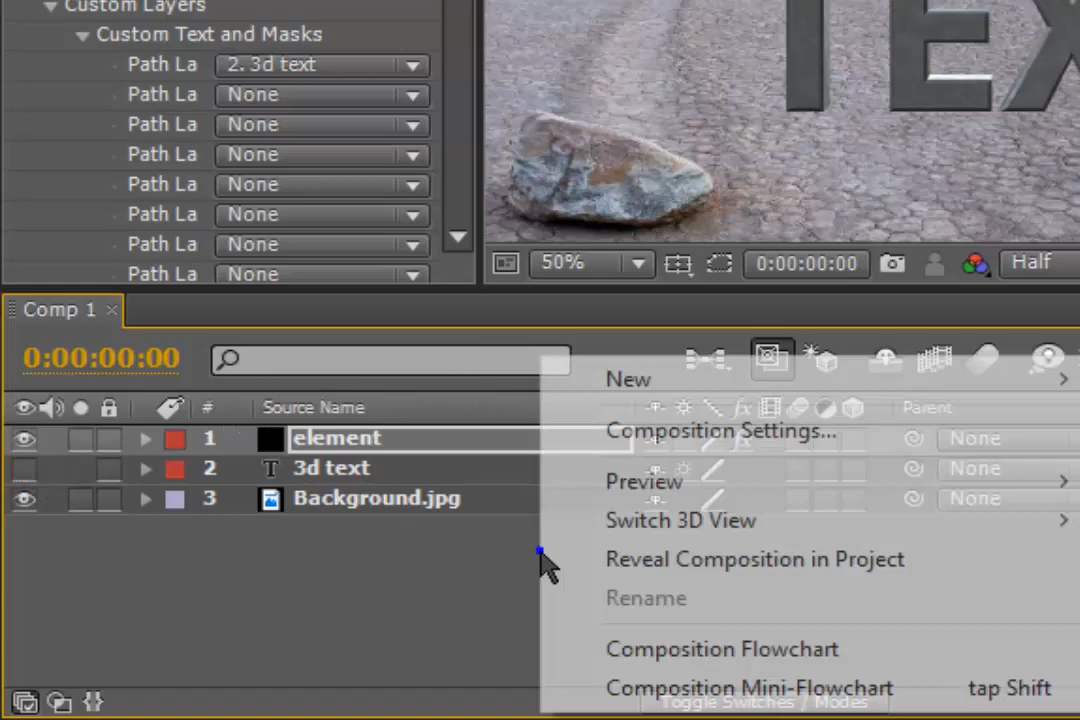 Custom Layers
Custom Text and Masks
Path La 2. 3d text
Path La None
Path La None
Path La None
Path La None
Path La None
Path La None
Path La None
TEX
50% 0:00:00:00 Half
Comp 1
0:00:00:00
# Source Name fx Parent
1 element None
2 T 3d text None
3 Background.jpg None
New
Composition Settings...
Preview
Switch 3D View
Reveal Composition in Project
Rename
Composition Flowchart
Composition Mini-Flowchart tap Shift
Toggle Switches / Modes